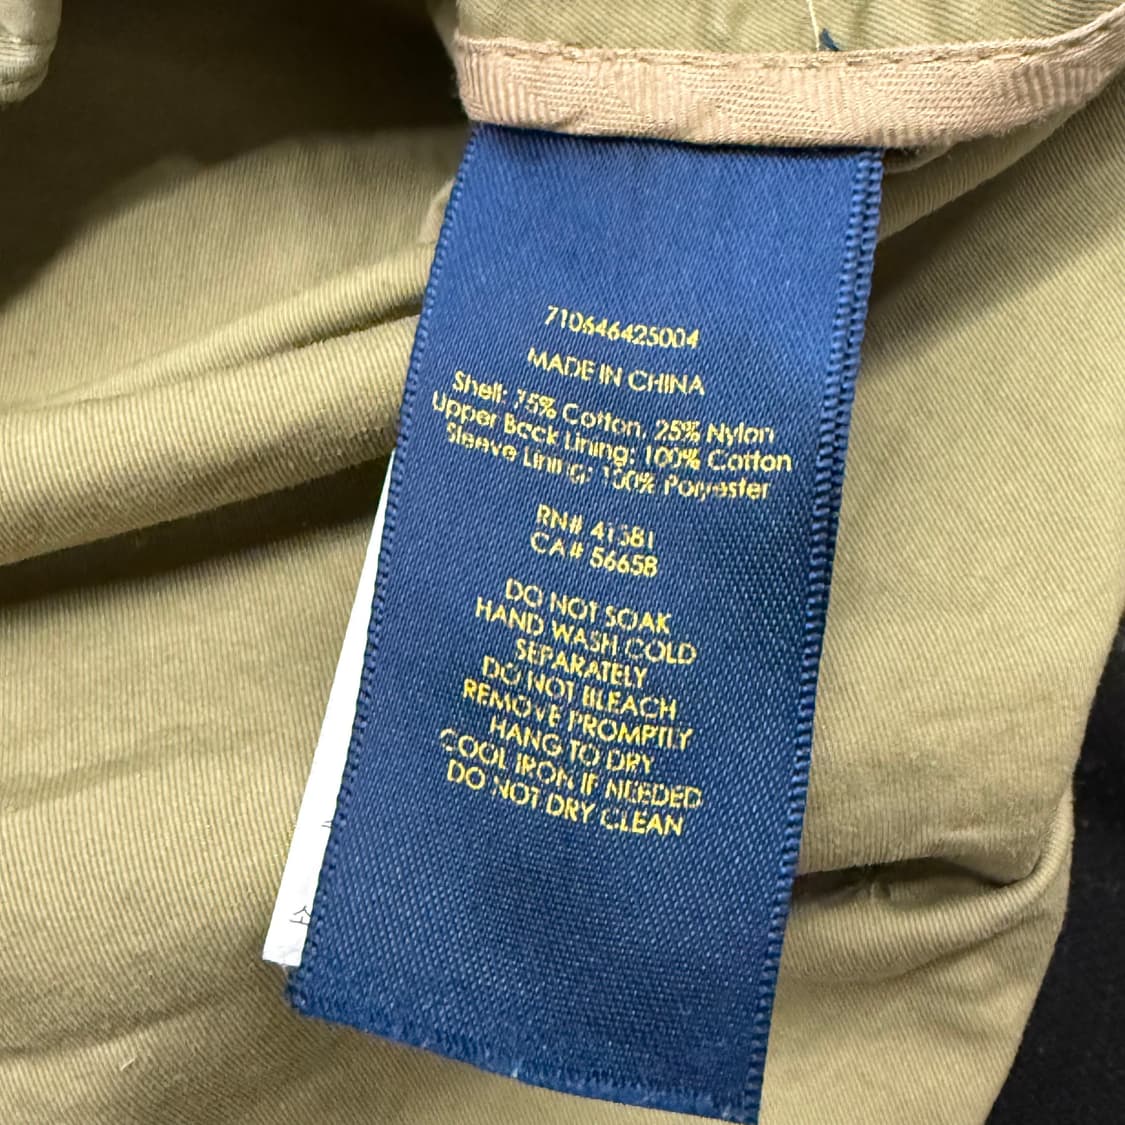 710646425004
MADE IN CHINA
Shell: 75% Cotton, 25% Nylon
Upper Back Lining: 100% Cotton
Sleeve Lining: 100% Polyester
RN# 41381
CA# 56658
DO NOT SOAK
HAND WASH COLD
SEPARATELY
DO NOT BLEACH
REMOVE PROMPTLY
HANG TO DRY
COOL IRON IF NEEDED
DO NOT DRY CLEAN